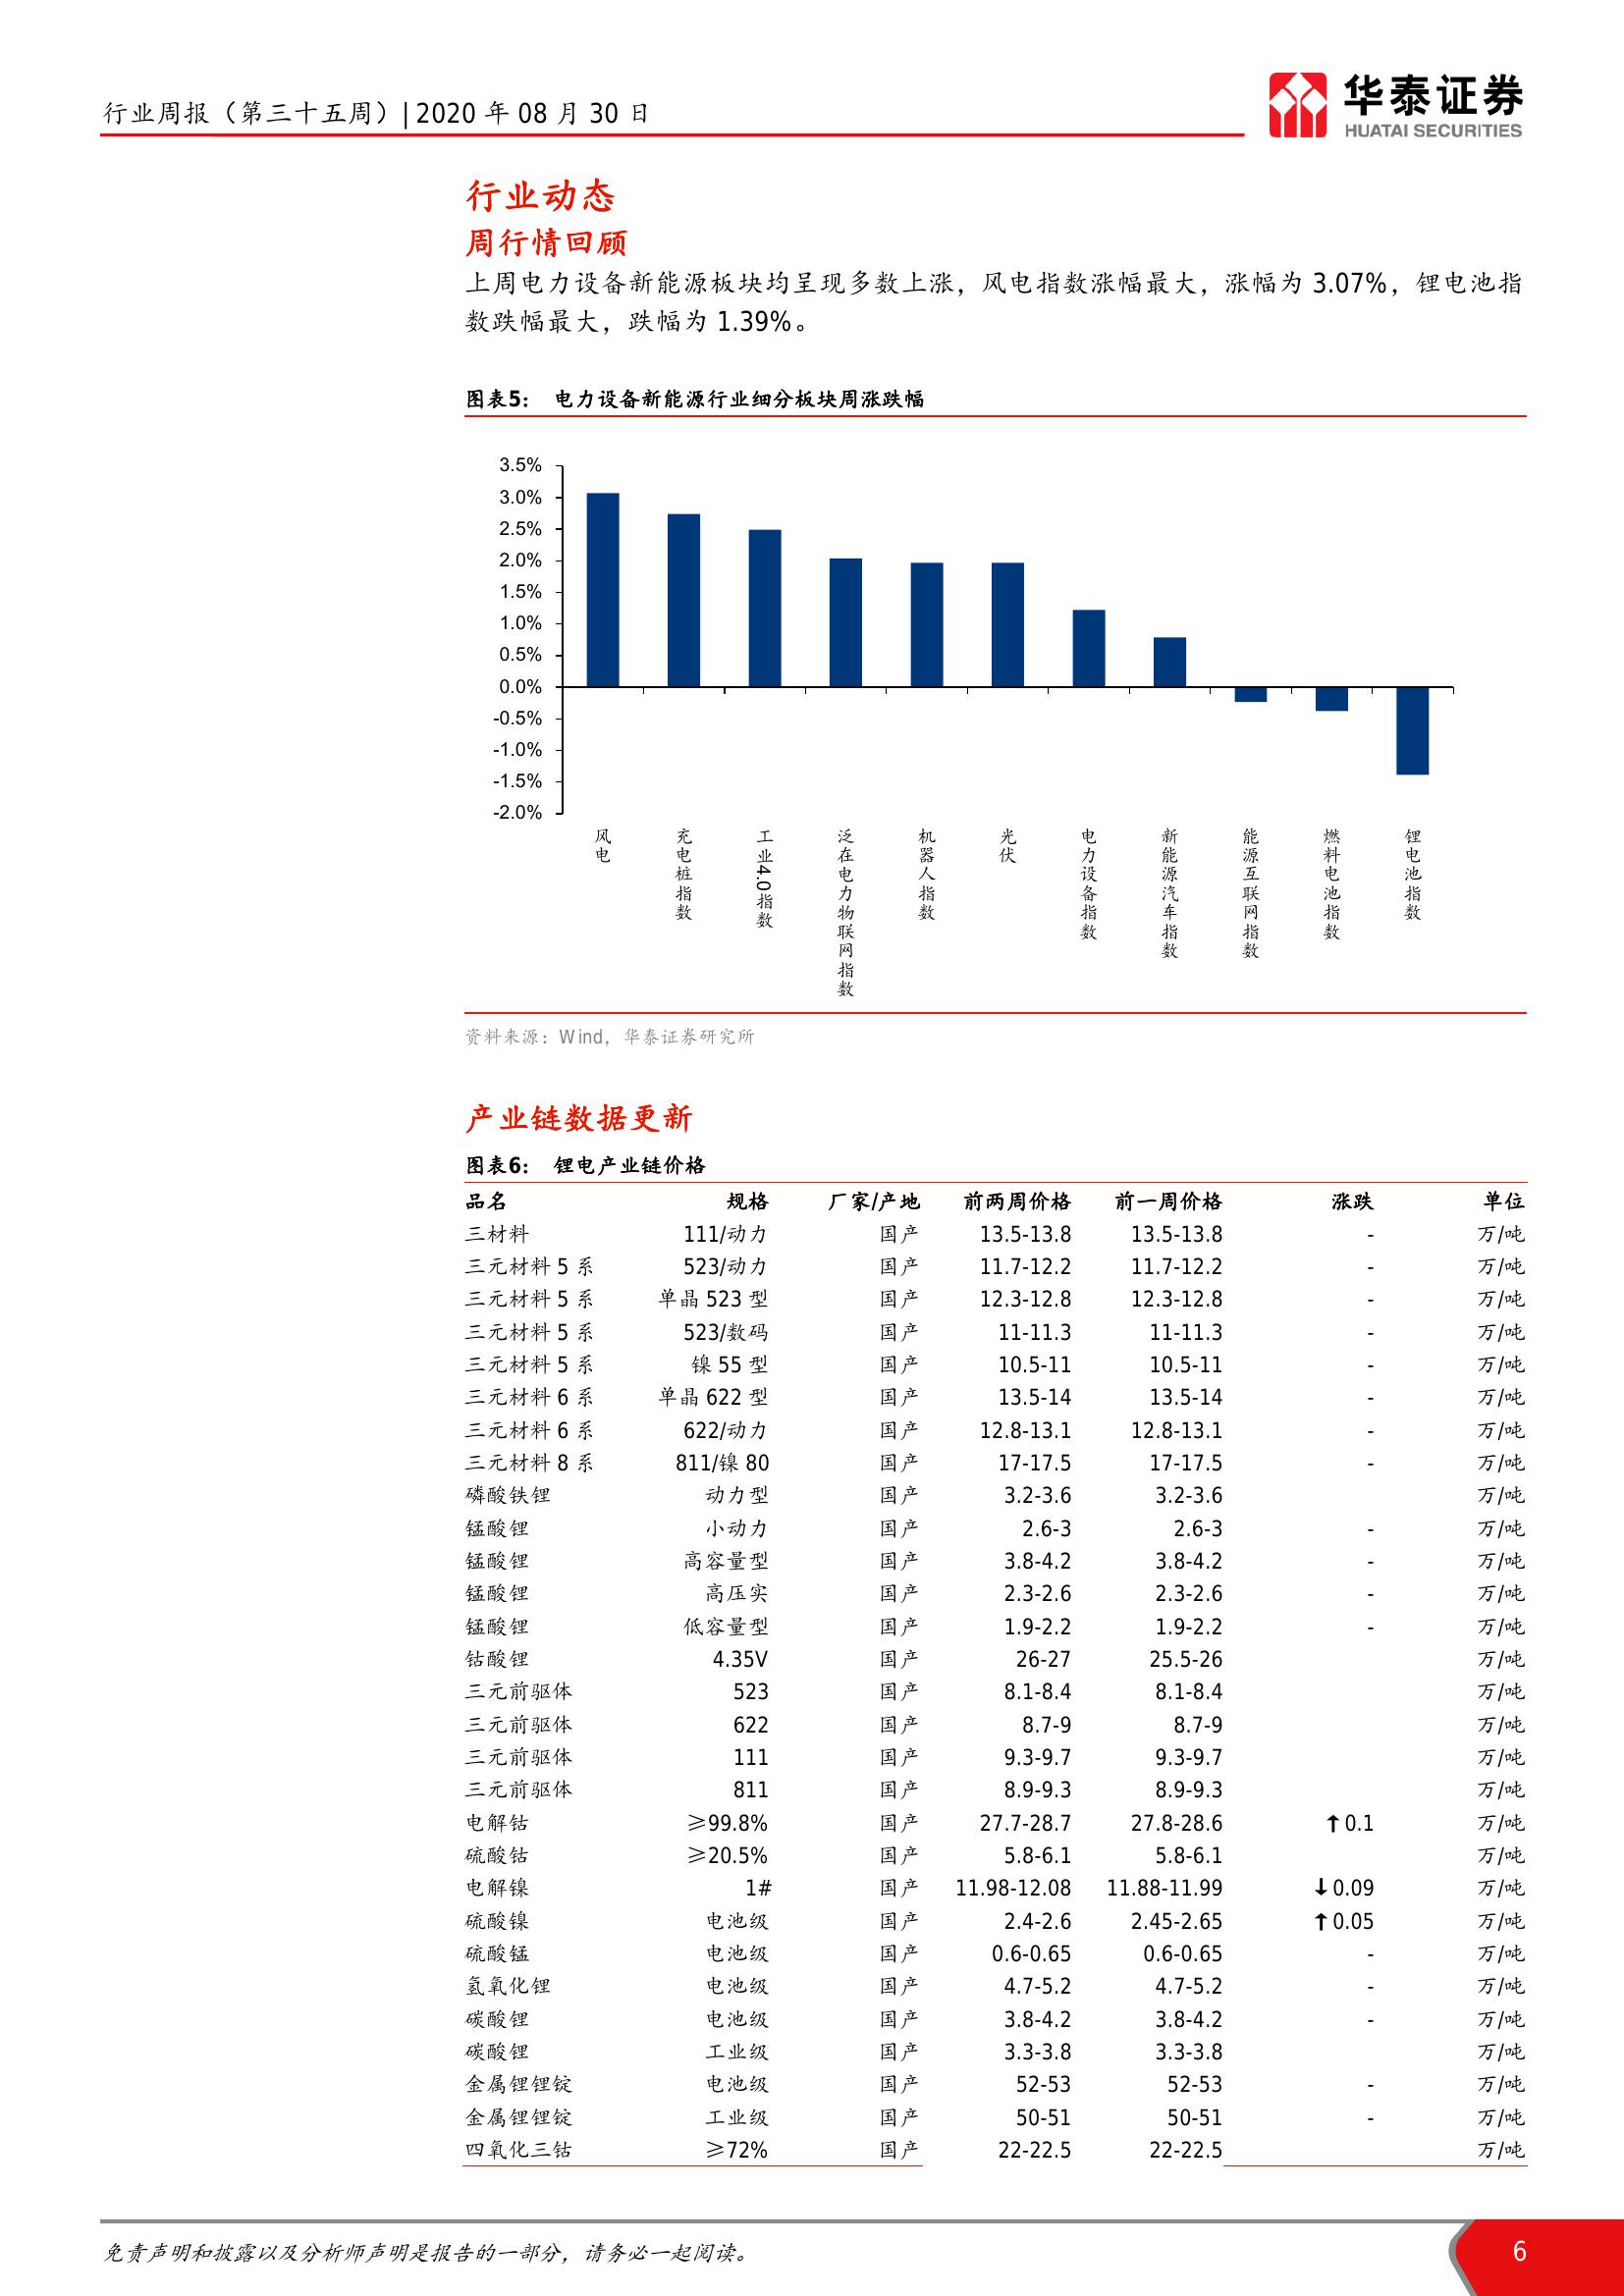 行业周报（第三十五周）| 2020 年 08 月 30 日
华泰证券
HUATAI SECURITIES
行业动态
周行情回顾
上周电力设备新能源板块均呈现多数上涨，风电指数涨幅最大，涨幅为 3.07%，锂电池指
数跌幅最大，跌幅为 1.39%。
图表5： 电力设备新能源行业细分板块周涨跌幅
3.5%
3.0%
2.5%
2.0%
1.5%
1.0%
0.5%
0.0%
-0.5%
-1.0%
-1.5%
-2.0%
风电
充电桩指数
工业4.0指数
泛在电力物联网指数
机器人指数
光伏
电力设备指数
新能源汽车指数
能源互联网指数
燃料电池指数
锂电池指数
资料来源：Wind，华泰证券研究所
产业链数据更新
图表6： 锂电产业链价格
品名 规格 厂家/产地 前两周价格 前一周价格 涨跌 单位
三材料 111/动力 国产 13.5-13.8 13.5-13.8 - 万/吨
三元材料 5 系 523/动力 国产 11.7-12.2 11.7-12.2 - 万/吨
三元材料 5 系 单晶 523 型 国产 12.3-12.8 12.3-12.8 - 万/吨
三元材料 5 系 523/数码 国产 11-11.3 11-11.3 - 万/吨
三元材料 5 系 镍 55 型 国产 10.5-11 10.5-11 - 万/吨
三元材料 6 系 单晶 622 型 国产 13.5-14 13.5-14 - 万/吨
三元材料 6 系 622/动力 国产 12.8-13.1 12.8-13.1 - 万/吨
三元材料 8 系 811/镍 80 国产 17-17.5 17-17.5 - 万/吨
磷酸铁锂 动力型 国产 3.2-3.6 3.2-3.6 万/吨
锰酸锂 小动力 国产 2.6-3 2.6-3 - 万/吨
锰酸锂 高容量型 国产 3.8-4.2 3.8-4.2 - 万/吨
锰酸锂 高压实 国产 2.3-2.6 2.3-2.6 - 万/吨
锰酸锂 低容量型 国产 1.9-2.2 1.9-2.2 - 万/吨
钴酸锂 4.35V 国产 26-27 25.5-26 万/吨
三元前驱体 523 国产 8.1-8.4 8.1-8.4 万/吨
三元前驱体 622 国产 8.7-9 8.7-9 万/吨
三元前驱体 111 国产 9.3-9.7 9.3-9.7 万/吨
三元前驱体 811 国产 8.9-9.3 8.9-9.3 万/吨
电解钴 ≥99.8% 国产 27.7-28.7 27.8-28.6 ↑0.1 万/吨
硫酸钴 ≥20.5% 国产 5.8-6.1 5.8-6.1 万/吨
电解镍 1# 国产 11.98-12.08 11.88-11.99 ↓0.09 万/吨
硫酸镍 电池级 国产 2.4-2.6 2.45-2.65 ↑0.05 万/吨
硫酸锰 电池级 国产 0.6-0.65 0.6-0.65 - 万/吨
氢氧化锂 电池级 国产 4.7-5.2 4.7-5.2 - 万/吨
碳酸锂 电池级 国产 3.8-4.2 3.8-4.2 - 万/吨
碳酸锂 工业级 国产 3.3-3.8 3.3-3.8 万/吨
金属锂锂锭 电池级 国产 52-53 52-53 - 万/吨
金属锂锂锭 工业级 国产 50-51 50-51 - 万/吨
四氧化三钴 ≥72% 国产 22-22.5 22-22.5 万/吨
免责声明和披露以及分析师声明是报告的一部分，请务必一起阅读。
6